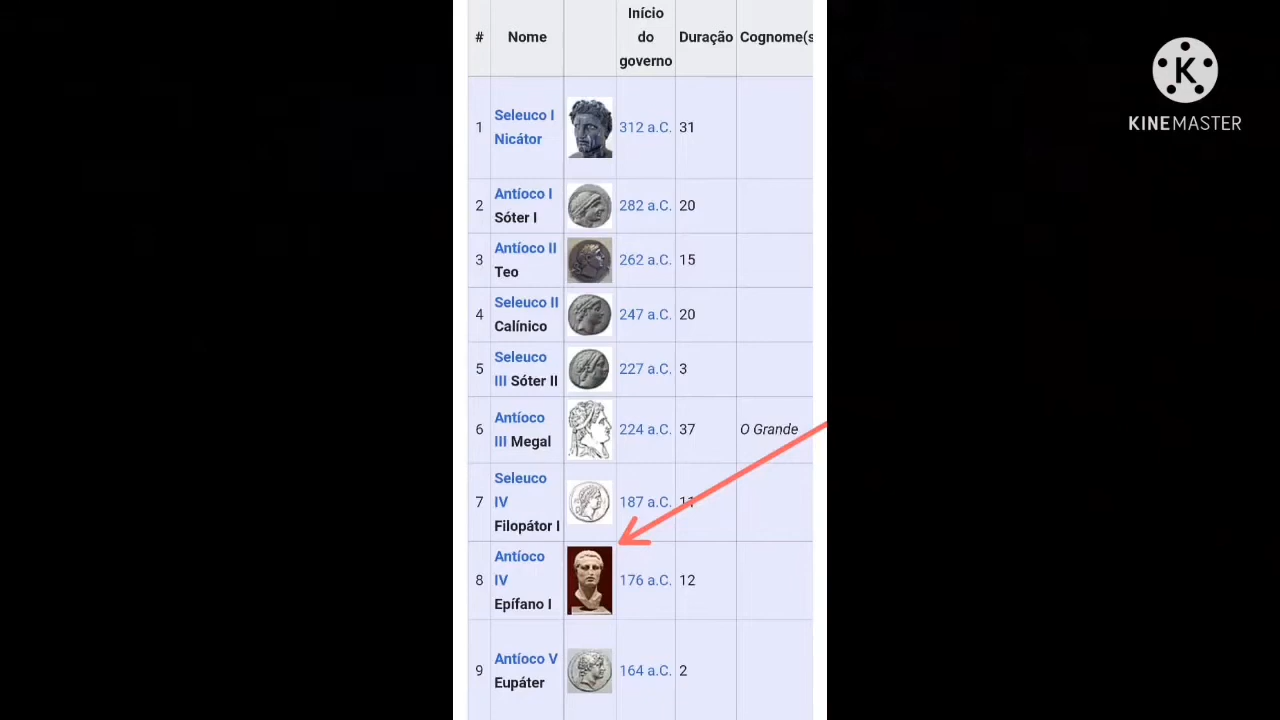 Início
do
governo
# Nome Duração Cognome(s
K
KINEMASTER
Seleuco I
Nicátor
1 312 a.C. 31
Antíoco I
Sóter I
2 282 a.C. 20
Antíoco II
Teo
3 262 a.C. 15
Seleuco II
Calínico
4 247 a.C. 20
Seleuco
III Sóter II
5 227 a.C. 3
Antíoco
III Megal
6 224 a.C. 37 O Grande
Seleuco
IV
Filopátor I
7 187 a.C. 11
Antíoco
IV
Epífano I
8 176 a.C. 12
Antíoco V
Eupáter
9 164 a.C. 2